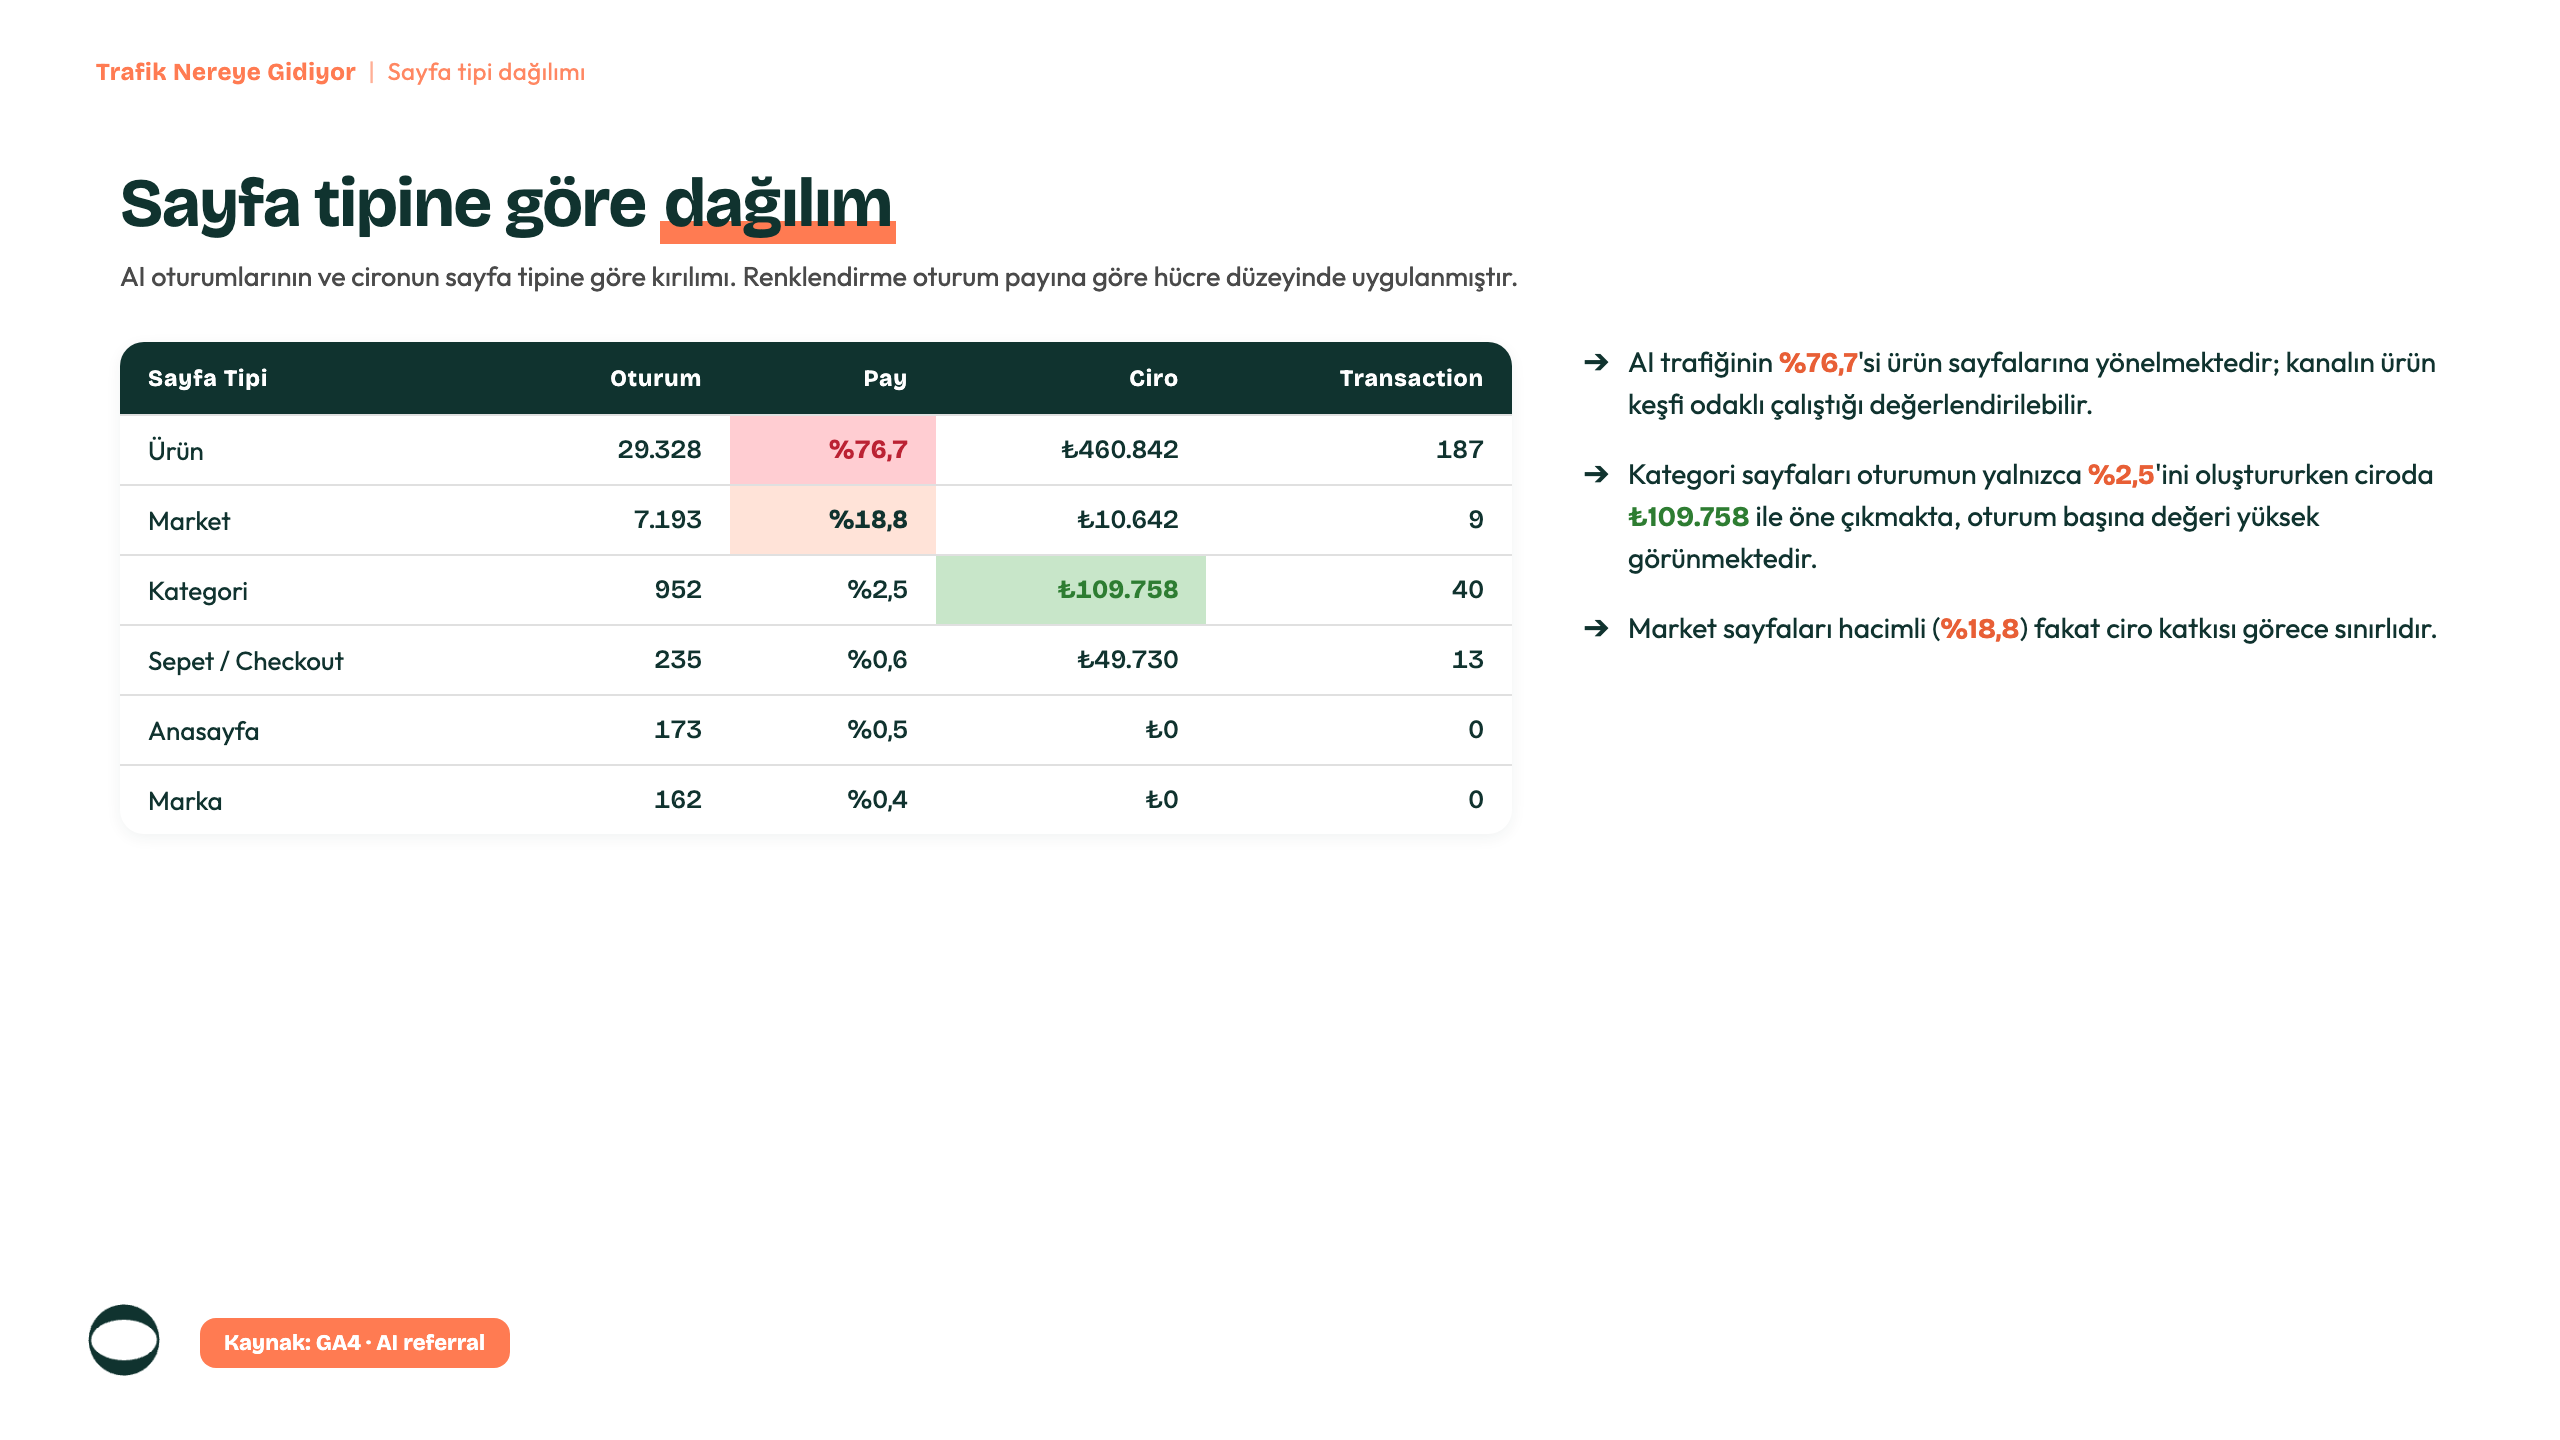 Trafik Nereye Gidiyor | Sayfa tipi dağılımı
Sayfa tipine göre dağılım
AI oturumlarının ve cironun sayfa tipine göre kırılımı. Renklendirme oturum payına göre hücre düzeyinde uygulanmıştır.
Sayfa Tipi Oturum Pay Ciro Transaction
Ürün 29.328 %76,7 ₺460.842 187
Market 7.193 %18,8 ₺10.642 9
Kategori 952 %2,5 ₺109.758 40
Sepet / Checkout 235 %0,6 ₺49.730 13
Anasayfa 173 %0,5 ₺0 0
Marka 162 %0,4 ₺0 0
➔ AI trafiğinin %76,7'si ürün sayfalarına yönelmektedir; kanalın ürün
keşfi odaklı çalıştığı değerlendirilebilir.
➔ Kategori sayfaları oturumun yalnızca %2,5'ini oluştururken ciroda
₺109.758 ile öne çıkmakta, oturum başına değeri yüksek
görünmektedir.
➔ Market sayfaları hacimli (%18,8) fakat ciro katkısı görece sınırlıdır.
Kaynak: GA4 · AI referral